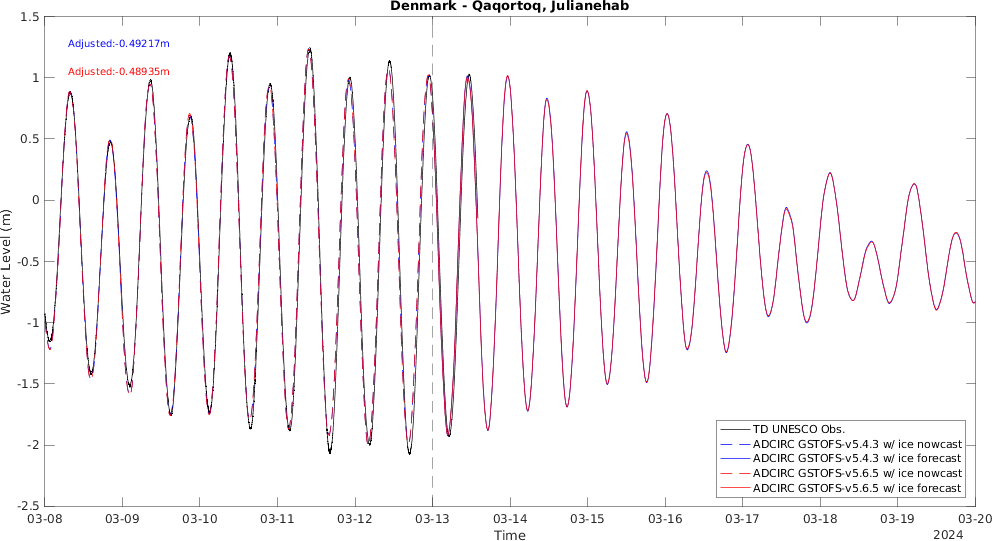 Denmark - Qaqortoq, Julianehab
1.5
Adjusted:-0.49217m
Adjusted:-0.48935m
1
0.5
0
-0.5
-1
-1.5
-2
-2.5
Water Level (m)
TD UNESCO Obs.
ADCIRC GSTOFS-v5.4.3 w/ ice nowcast
ADCIRC GSTOFS-v5.4.3 w/ ice forecast
ADCIRC GSTOFS-v5.6.5 w/ ice nowcast
ADCIRC GSTOFS-v5.6.5 w/ ice forecast
03-08 03-09 03-10 03-11 03-12 03-13 03-14 03-15 03-16 03-17 03-18 03-19 03-20
Time
2024